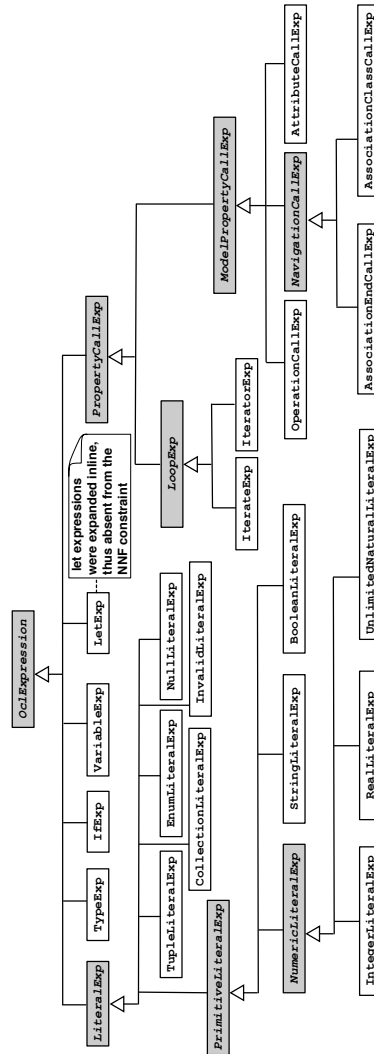 OclExpression
LiteralExp
TypeExp
IfExp
VariableExp
LetExp
let expressions
were expanded inline,
thus absent from the
NNF constraint
PropertyCallExp
TupleLiteralExp
EnumLiteralExp
NullLiteralExp
CollectionLiteralExp
InvalidLiteralExp
LoopExp
ModelPropertyCallExp
PrimitiveLiteralExp
IterateExp
IteratorExp
NumericLiteralExp
StringLiteralExp
BooleanLiteralExp
OperationCallExp
NavigationCallExp
AttributeCallExp
IntegerLiteralExp
RealLiteralExp
UnlimitedNaturalLiteralExp
AssociationEndCallExp
AssociationClassCallExp